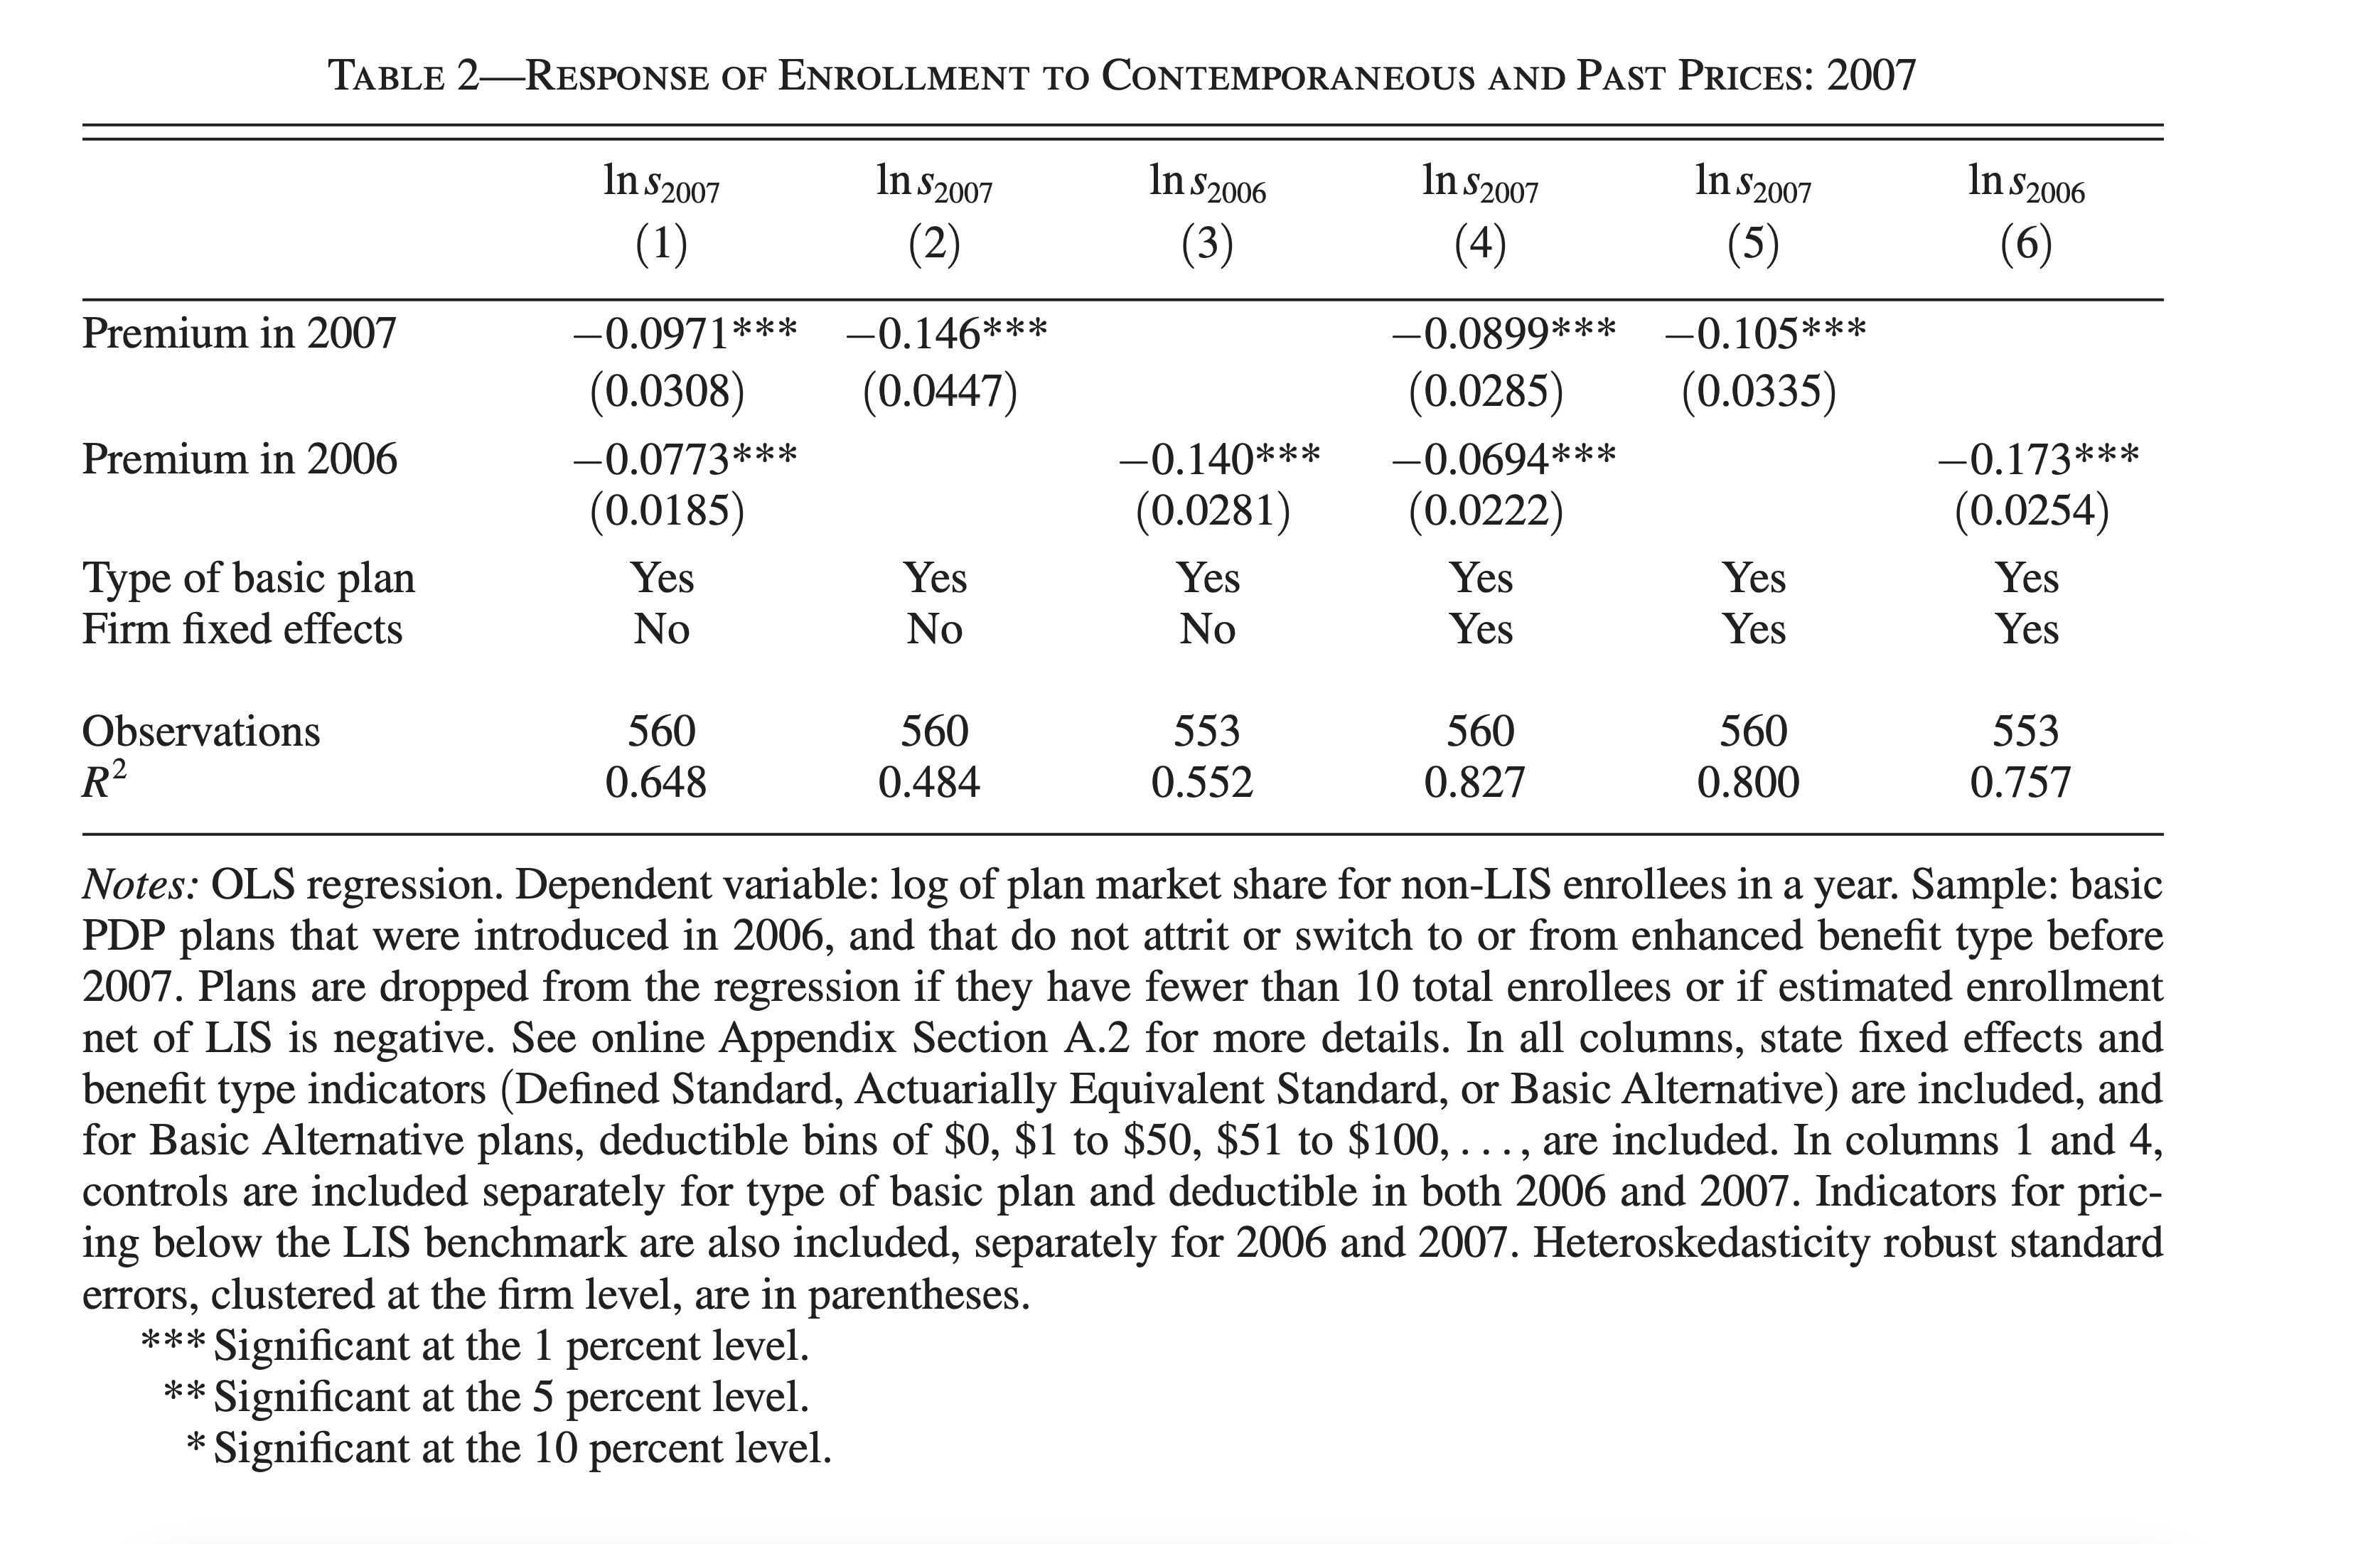 TABLE 2—RESPONSE OF ENROLLMENT TO CONTEMPORANEOUS AND PAST PRICES: 2007
ln s2007 ln s2007 ln s2006 ln s2007 ln s2007 ln s2006
(1) (2) (3) (4) (5) (6)
Premium in 2007 −0.0971*** −0.146*** −0.0899*** −0.105***
(0.0308) (0.0447) (0.0285) (0.0335)
Premium in 2006 −0.0773*** −0.140*** −0.0694*** −0.173***
(0.0185) (0.0281) (0.0222) (0.0254)
Type of basic plan Yes Yes Yes Yes Yes Yes
Firm fixed effects No No No Yes Yes Yes
Observations 560 560 553 560 560 553
R2 0.648 0.484 0.552 0.827 0.800 0.757
Notes: OLS regression. Dependent variable: log of plan market share for non-LIS enrollees in a year. Sample: basic
PDP plans that were introduced in 2006, and that do not attrit or switch to or from enhanced benefit type before
2007. Plans are dropped from the regression if they have fewer than 10 total enrollees or if estimated enrollment
net of LIS is negative. See online Appendix Section A.2 for more details. In all columns, state fixed effects and
benefit type indicators (Defined Standard, Actuarially Equivalent Standard, or Basic Alternative) are included, and
for Basic Alternative plans, deductible bins of $0, $1 to $50, $51 to $100, . . . , are included. In columns 1 and 4,
controls are included separately for type of basic plan and deductible in both 2006 and 2007. Indicators for pric-
ing below the LIS benchmark are also included, separately for 2006 and 2007. Heteroskedasticity robust standard
errors, clustered at the firm level, are in parentheses.
*** Significant at the 1 percent level.
** Significant at the 5 percent level.
* Significant at the 10 percent level.